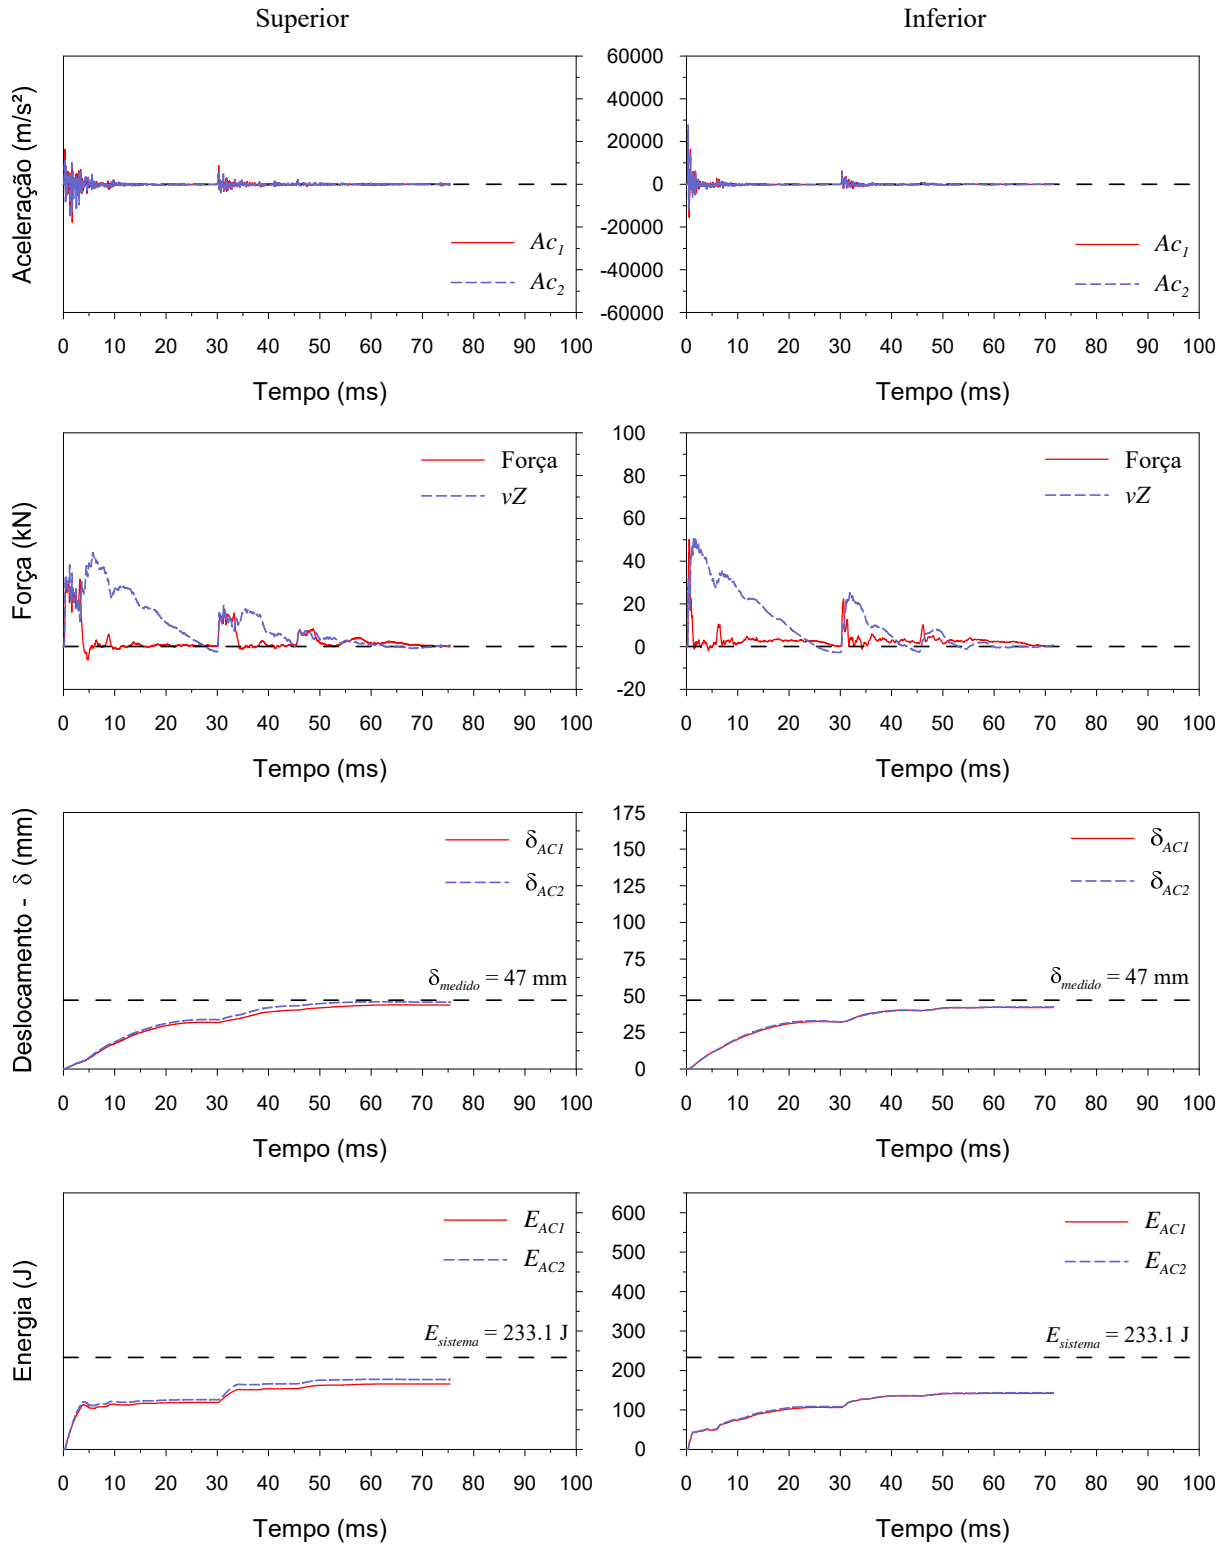 Superior Inferior
Aceleração (m/s²)
60000
40000
20000
0
-20000
-40000
-60000
Ac1
Ac2
Ac1
Ac2
0 10 20 30 40 50 60 70 80 90 100
0 10 20 30 40 50 60 70 80 90 100
Tempo (ms) Tempo (ms)
Força (kN)
100
80
60
40
20
0
-20
Força
vZ
Força
vZ
0 10 20 30 40 50 60 70 80 90 100
0 10 20 30 40 50 60 70 80 90 100
Tempo (ms) Tempo (ms)
Deslocamento - δ (mm)
175
150
125
100
75
50
25
0
δAC1
δAC2
δmedido = 47 mm
δAC1
δAC2
δmedido = 47 mm
0 10 20 30 40 50 60 70 80 90 100
0 10 20 30 40 50 60 70 80 90 100
Tempo (ms) Tempo (ms)
Energia (J)
600
500
400
300
200
100
0
EAC1
EAC2
Esistema = 233.1 J
EAC1
EAC2
Esistema = 233.1 J
0 10 20 30 40 50 60 70 80 90 100
0 10 20 30 40 50 60 70 80 90 100
Tempo (ms) Tempo (ms)